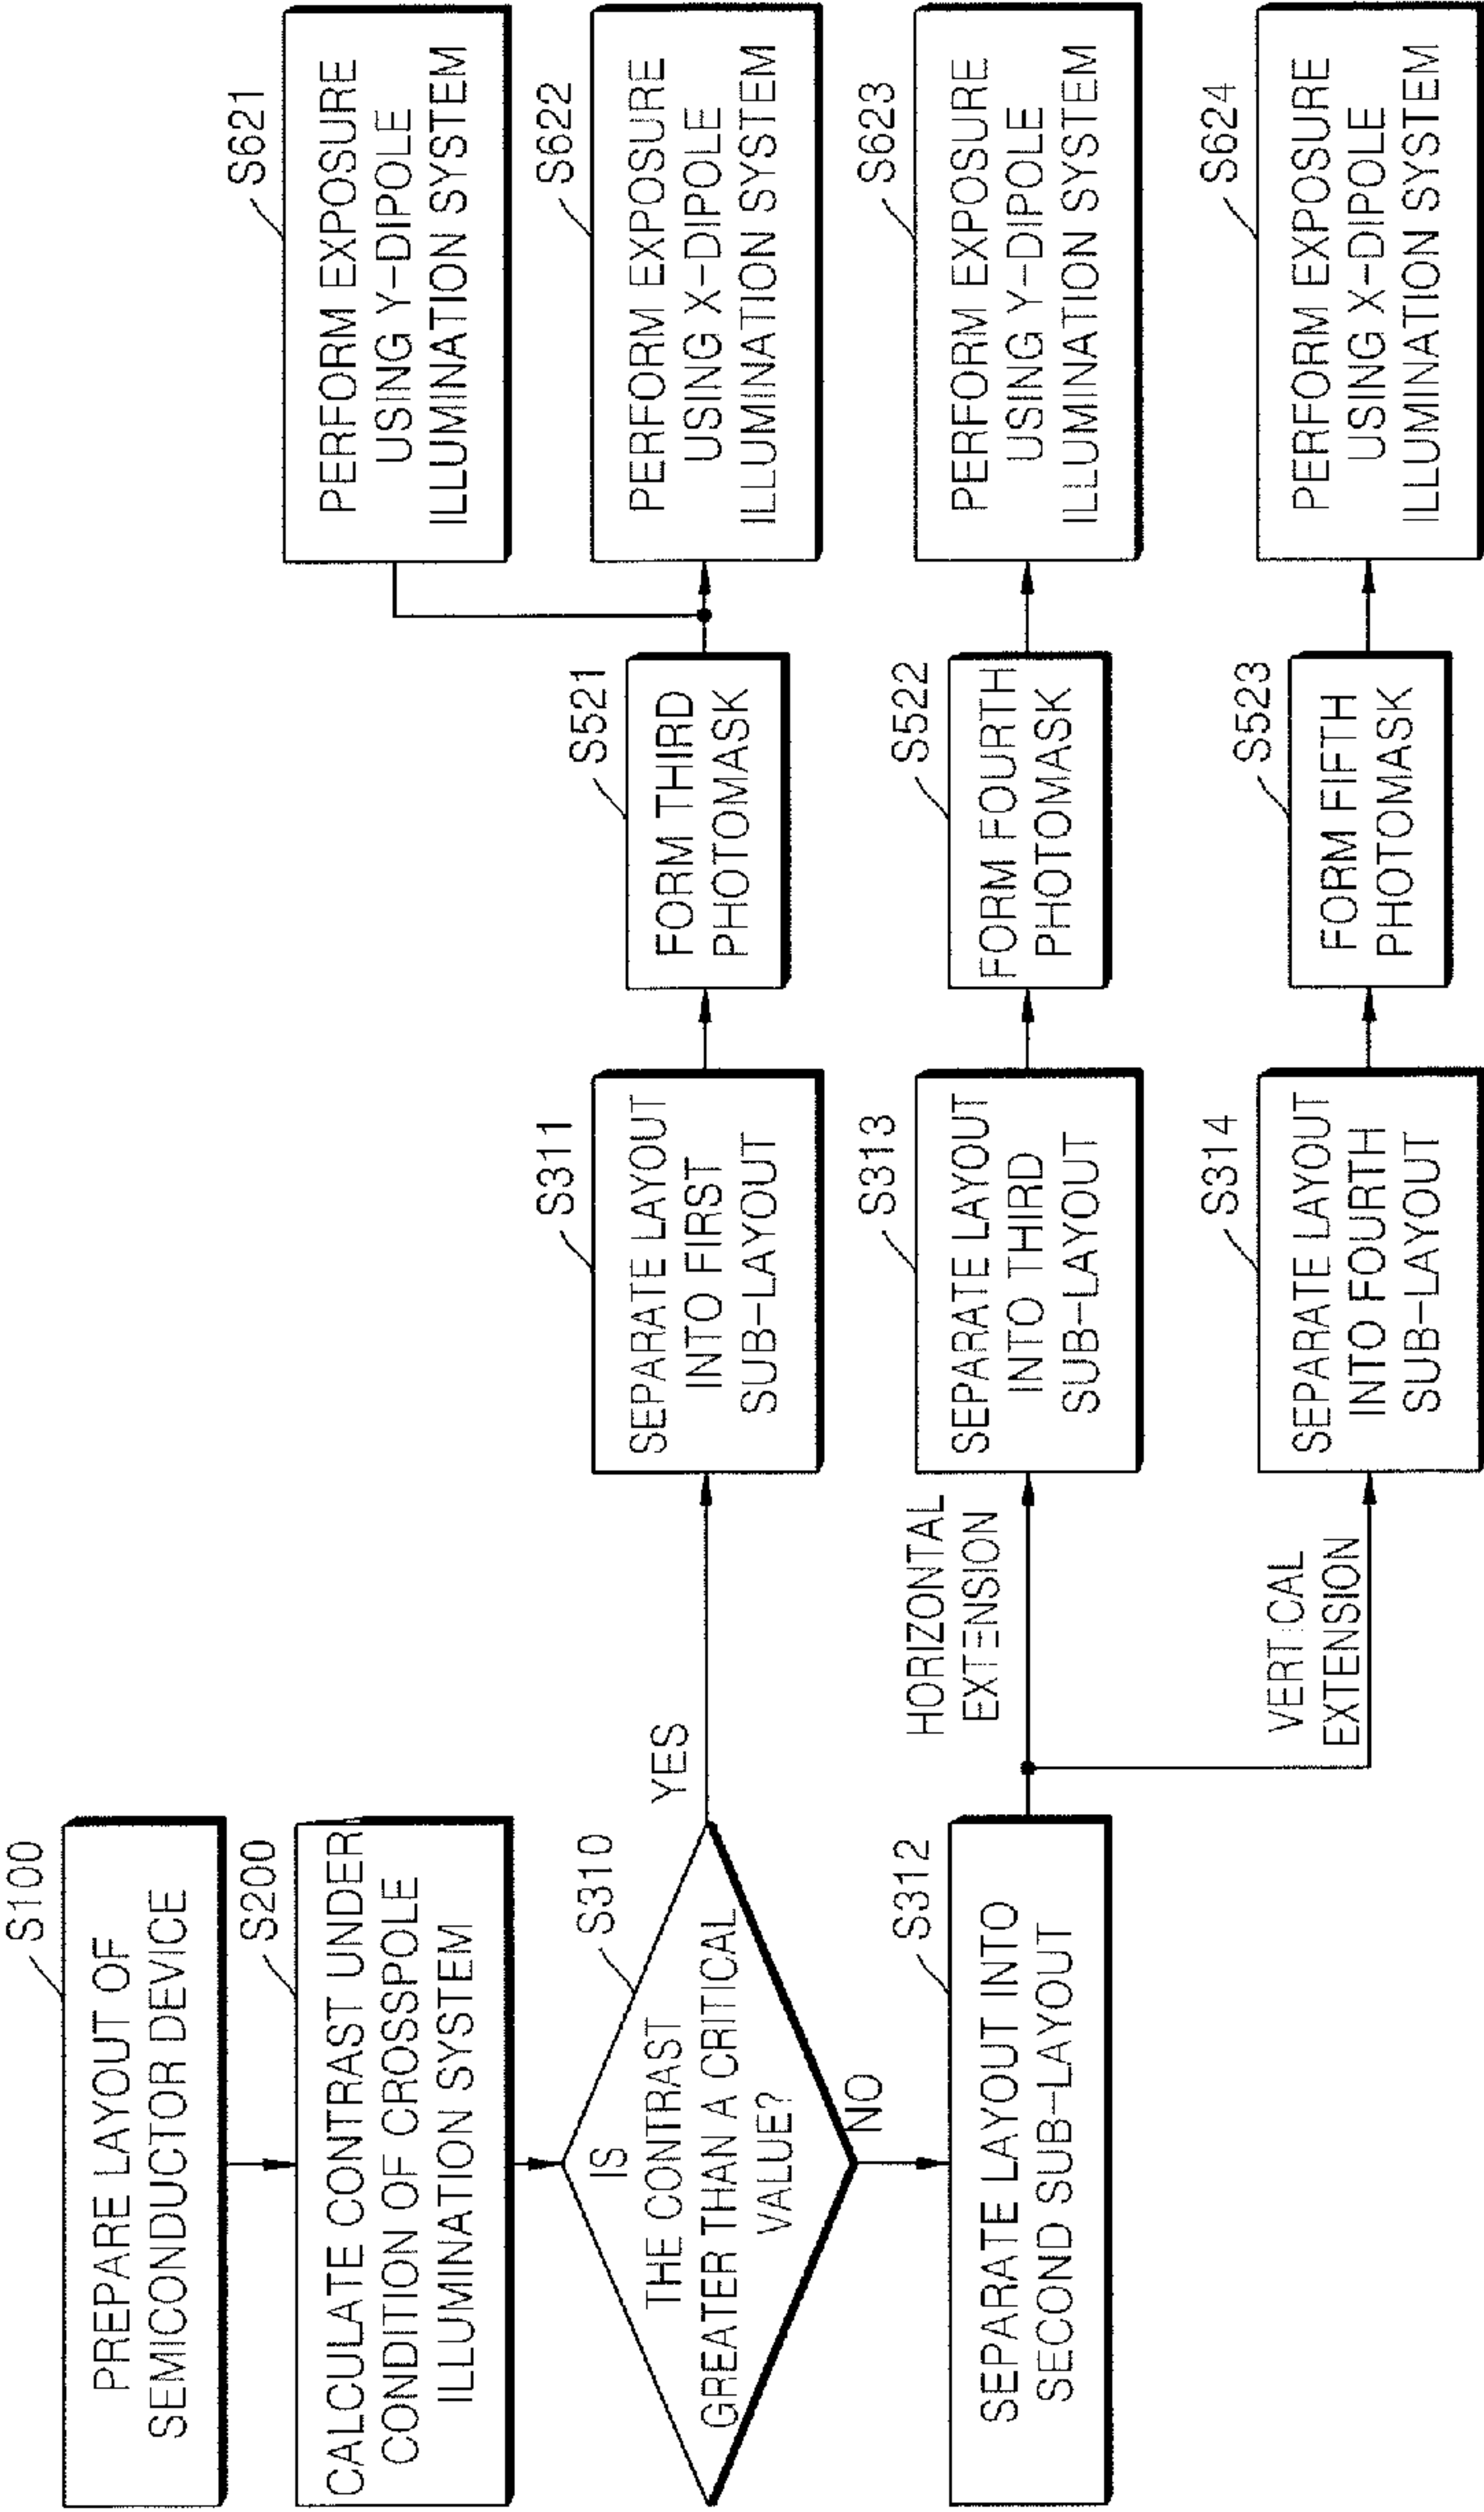 S100
PREPARE LAYOUT OF
SEMICONDUCTOR DEVICE
S200
CALCULATE CONTRAST UNDER
CONDITION OF CROSSPOLE
ILLUMINATION SYSTEM
S310
IS
THE CONTRAST
GREATER THAN A CRITICAL
VALUE?
YES
NO
S311
SEPARATE LAYOUT
INTO FIRST
SUB-LAYOUT
S521
FORM THIRD
PHOTOMASK
S621
PERFORM EXPOSURE
USING Y-DIPOLE
ILLUMINATION SYSTEM
S622
PERFORM EXPOSURE
USING X-DIPOLE
ILLUMINATION SYSTEM
S312
SEPARATE LAYOUT INTO
SECOND SUB-LAYOUT
HORIZONTAL
EXTENSION
S313
SEPARATE LAYOUT
INTO THIRD
SUB-LAYOUT
S522
FORM FOURTH
PHOTOMASK
S623
PERFORM EXPOSURE
USING Y-DIPOLE
ILLUMINATION SYSTEM
VERTICAL
EXTENSION
S314
SEPARATE LAYOUT
INTO FOURTH
SUB-LAYOUT
S523
FORM FIFTH
PHOTOMASK
S624
PERFORM EXPOSURE
USING X-DIPOLE
ILLUMINATION SYSTEM